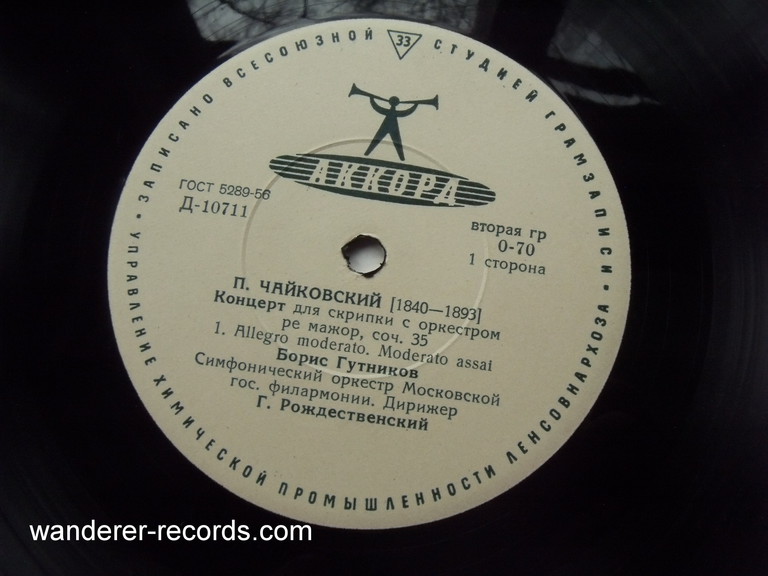 ЗАПИСАНО ВСЕСОЮЗНОЙ 33 СТУДИЕЙ ГРАМЗАПИСИ • УПРАВЛЕНИЕ ХИМИЧЕСКОЙ ПРОМЫШЛЕННОСТИ ЛЕНСОВНАРХОЗА •
АККОРД
ГОСТ 5289-56
Д-10711
вторая гр
0-70
1 сторона
П. ЧАЙКОВСКИЙ [1840—1893]
Концерт для скрипки с оркестром
ре мажор, соч. 35
1. Allegro moderato. Moderato assai
Борис Гутников
Симфонический оркестр Московской
гос. филармонии. Дирижер
Г. Рождественский
wanderer-records.com